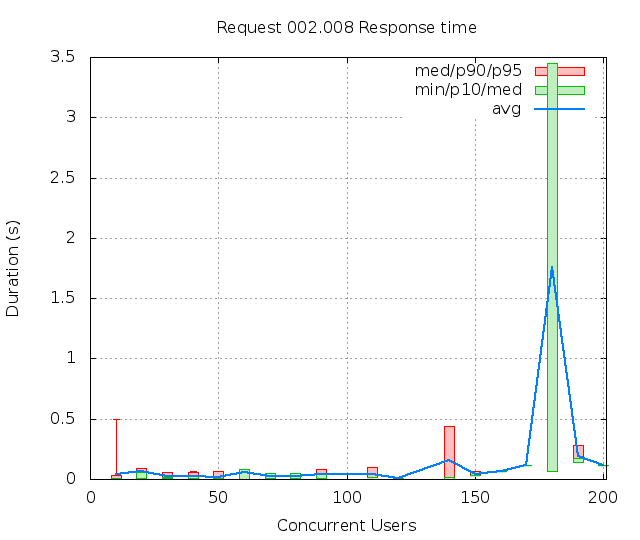 Request 002.008 Response time
3.5
3
2.5
2
1.5
1
0.5
0
Duration (s)
med/p90/p95
min/p10/med
avg
0 50 100 150 200
Concurrent Users